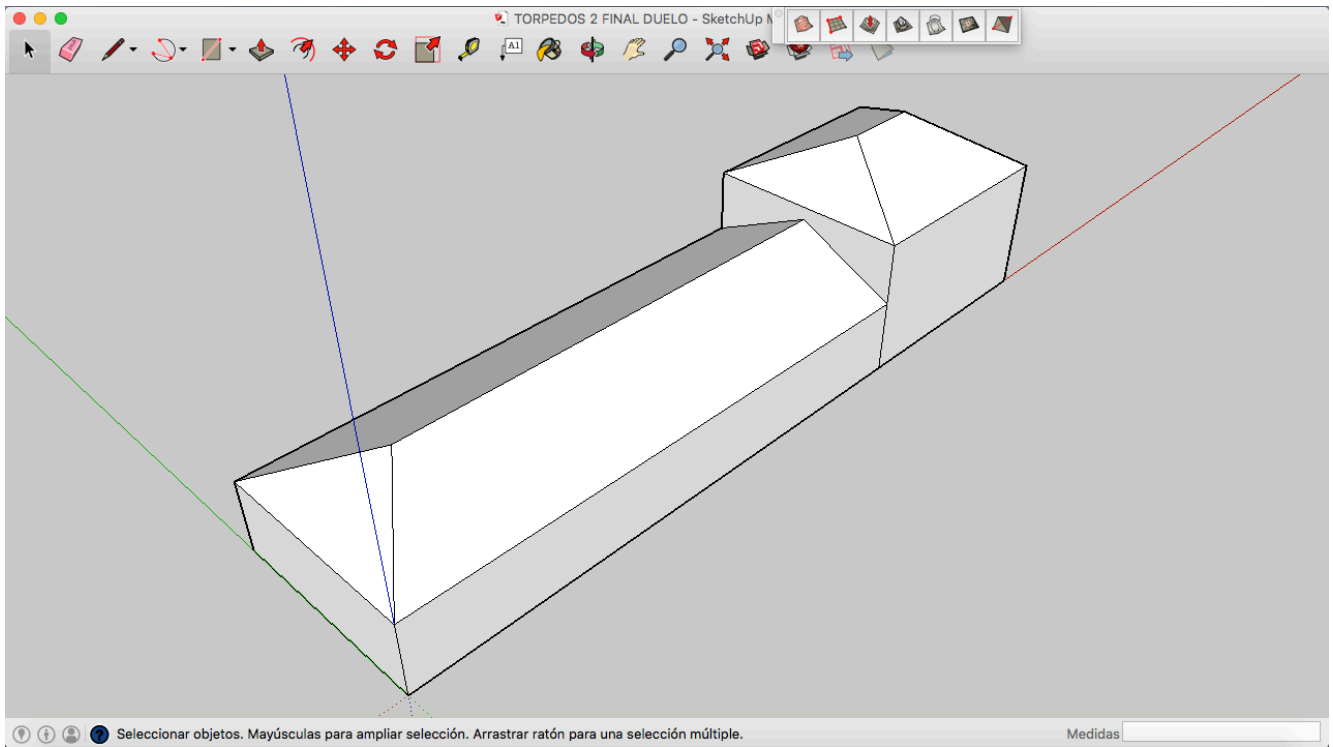 TORPEDOS 2 FINAL DUELO - SketchUp M
A1
Seleccionar objetos. Mayúsculas para ampliar selección. Arrastrar ratón para una selección múltiple.
Medidas